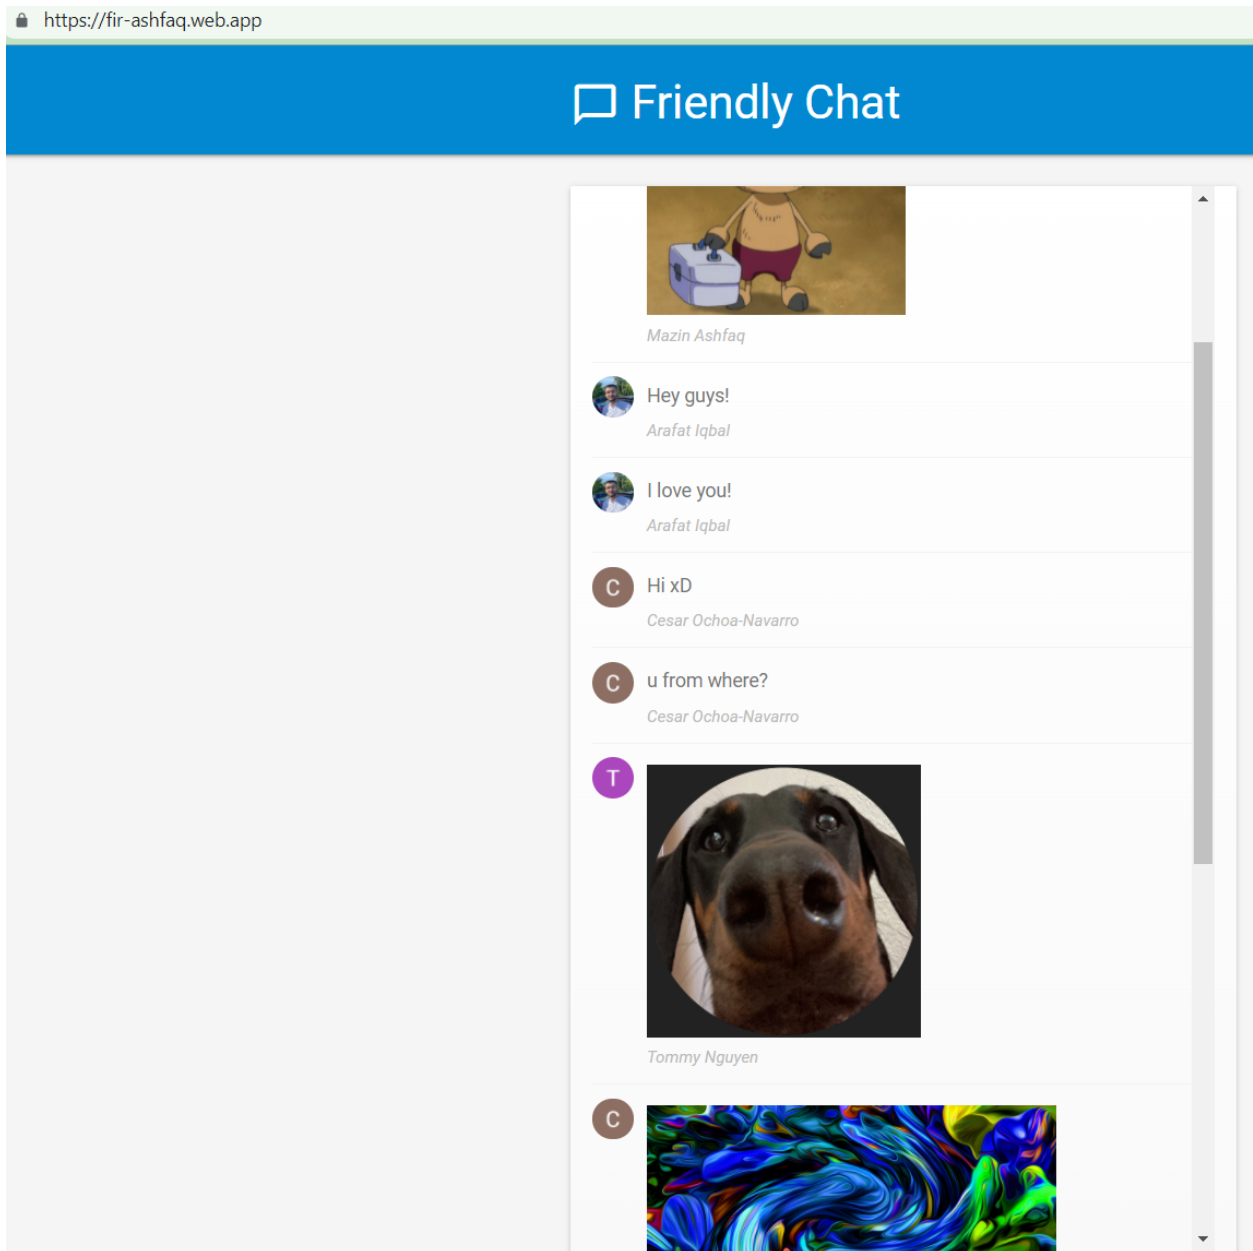 https://fir-ashfaq.web.app
Friendly Chat
Mazin Ashfaq
Hey guys!
Arafat Iqbal
I love you!
Arafat Iqbal
C
Hi xD
Cesar Ochoa-Navarro
C
u from where?
Cesar Ochoa-Navarro
T
Tommy Nguyen
C